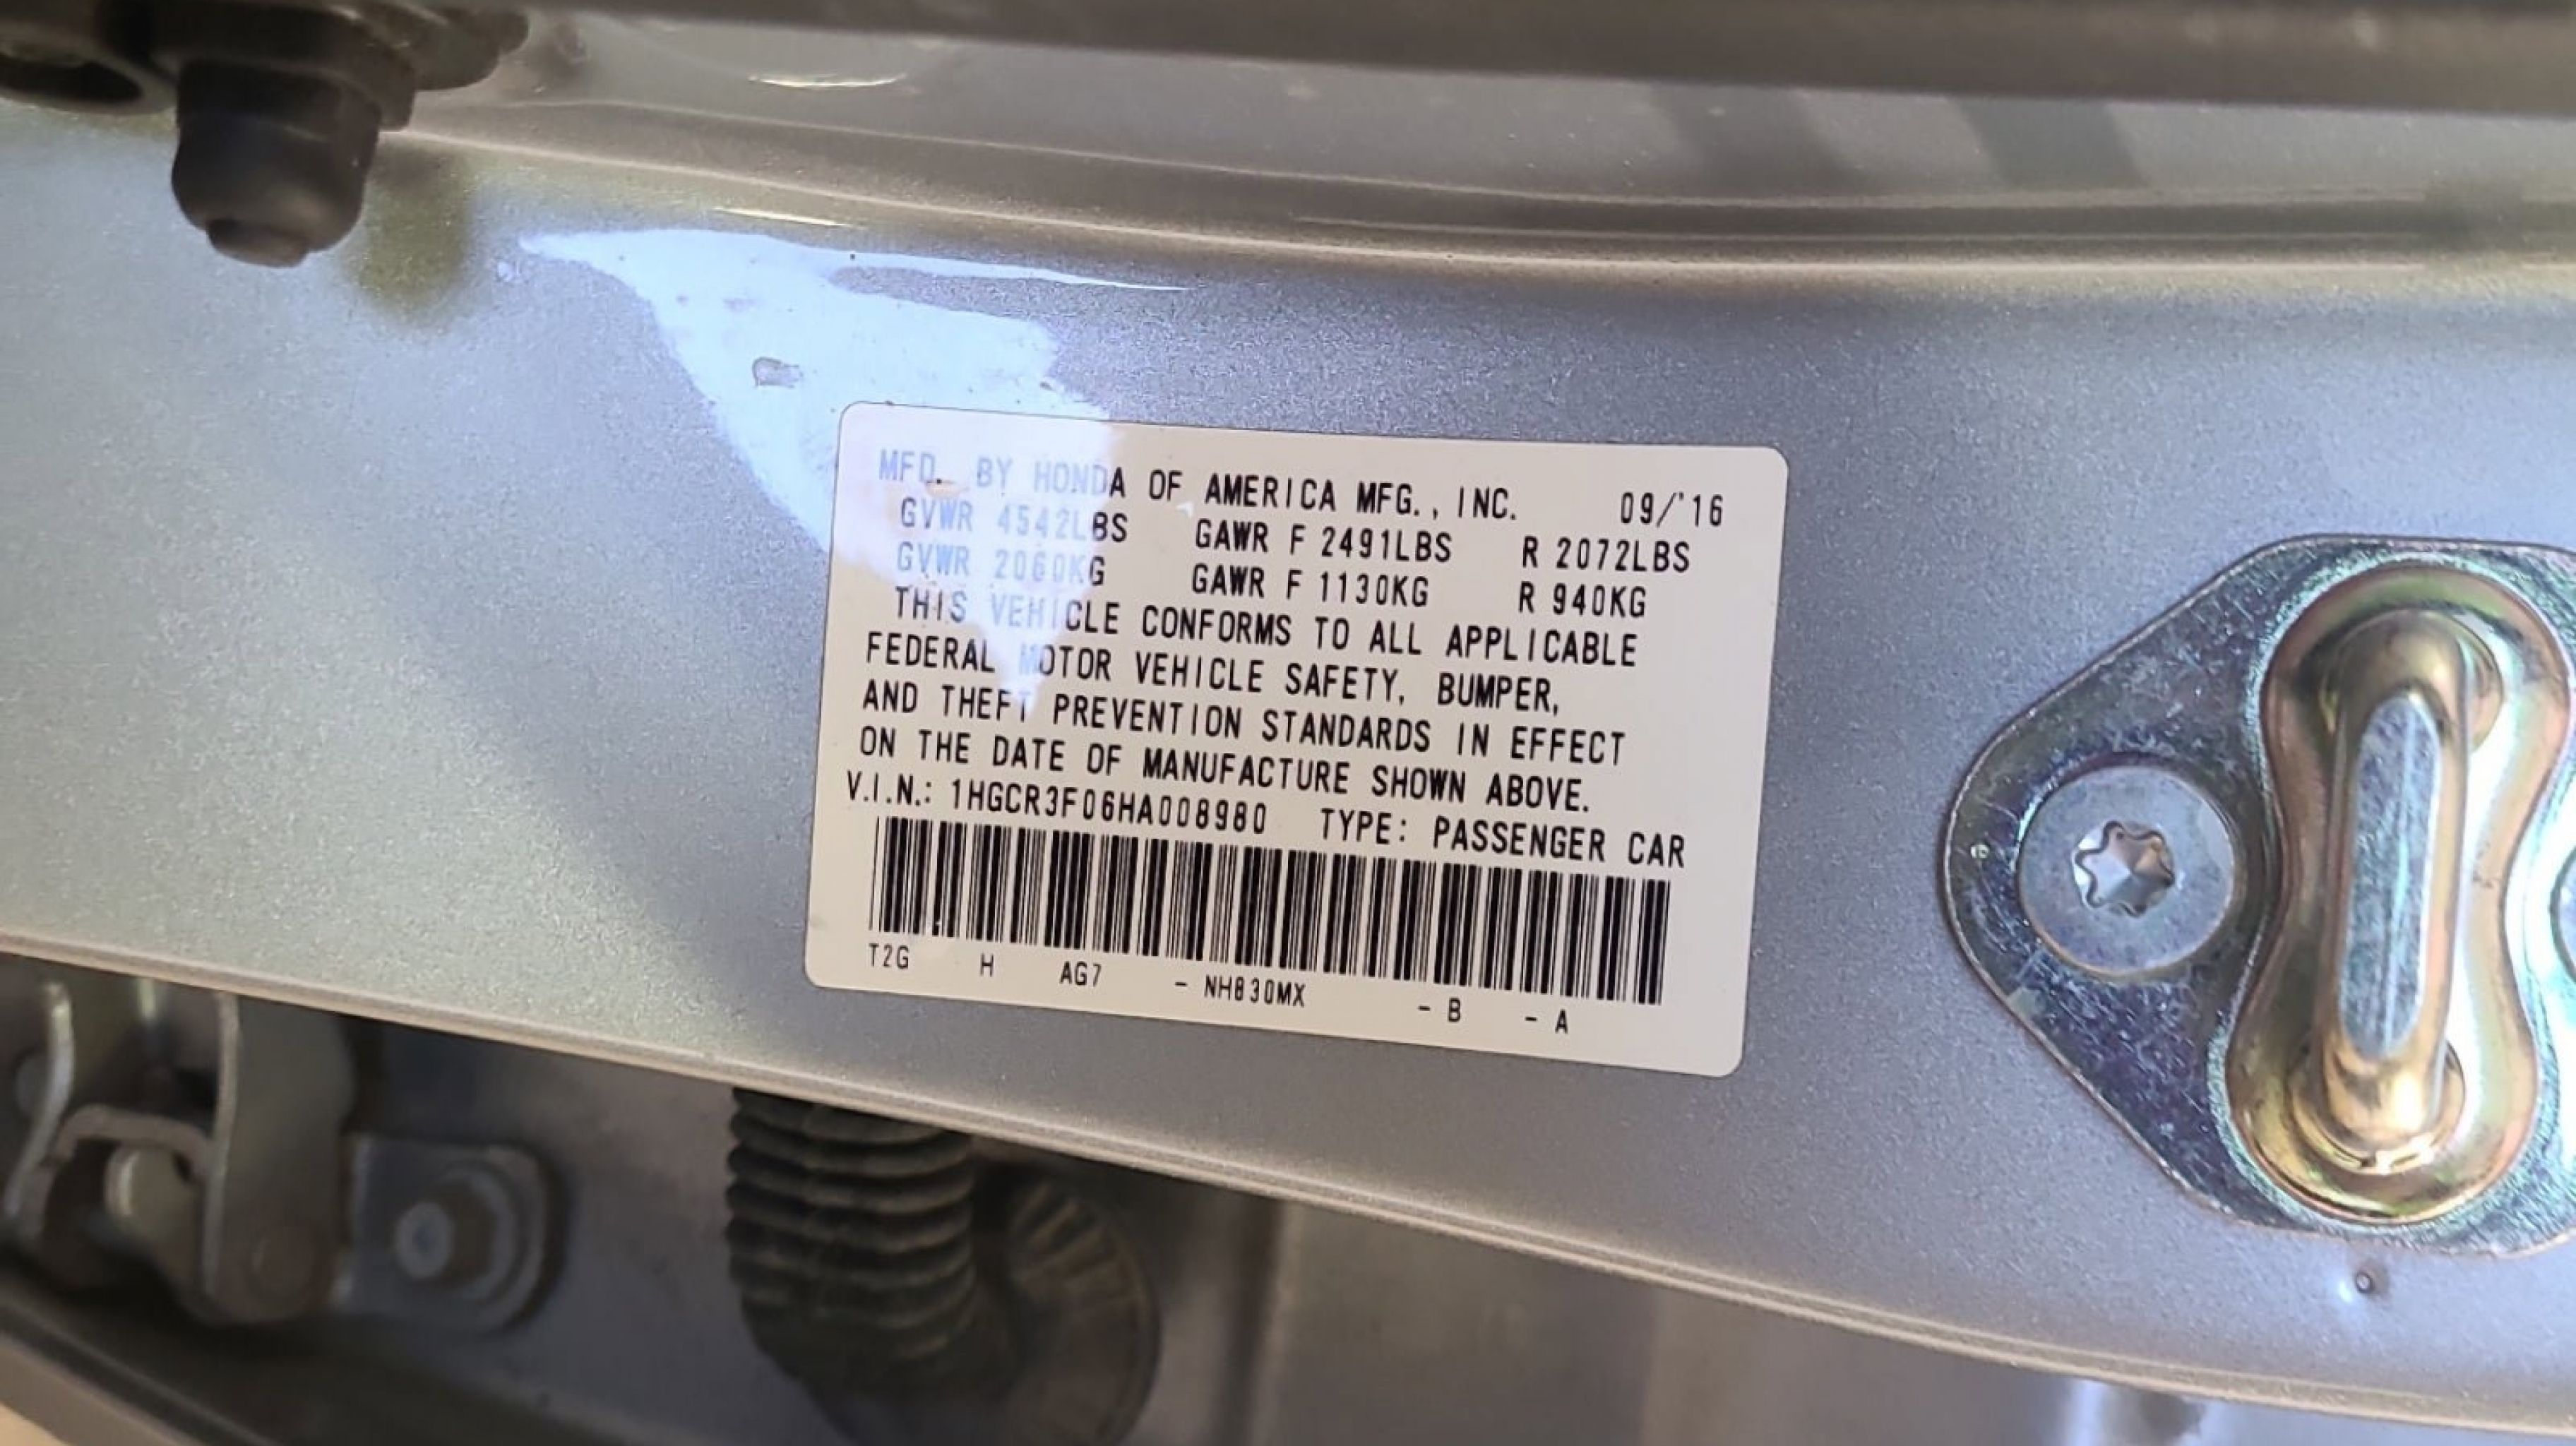 MFD. BY HONDA OF AMERICA MFG., INC. 09/'16
GVWR 4542LBS GAWR F 2491LBS R 2072LBS
GVWR 2060KG GAWR F 1130KG R 940KG
THIS VEHICLE CONFORMS TO ALL APPLICABLE
FEDERAL MOTOR VEHICLE SAFETY, BUMPER,
AND THEFT PREVENTION STANDARDS IN EFFECT
ON THE DATE OF MANUFACTURE SHOWN ABOVE.
V.I.N.: 1HGCR3F06HA008980 TYPE: PASSENGER CAR
T2G H AG7 - NH830MX - B - A